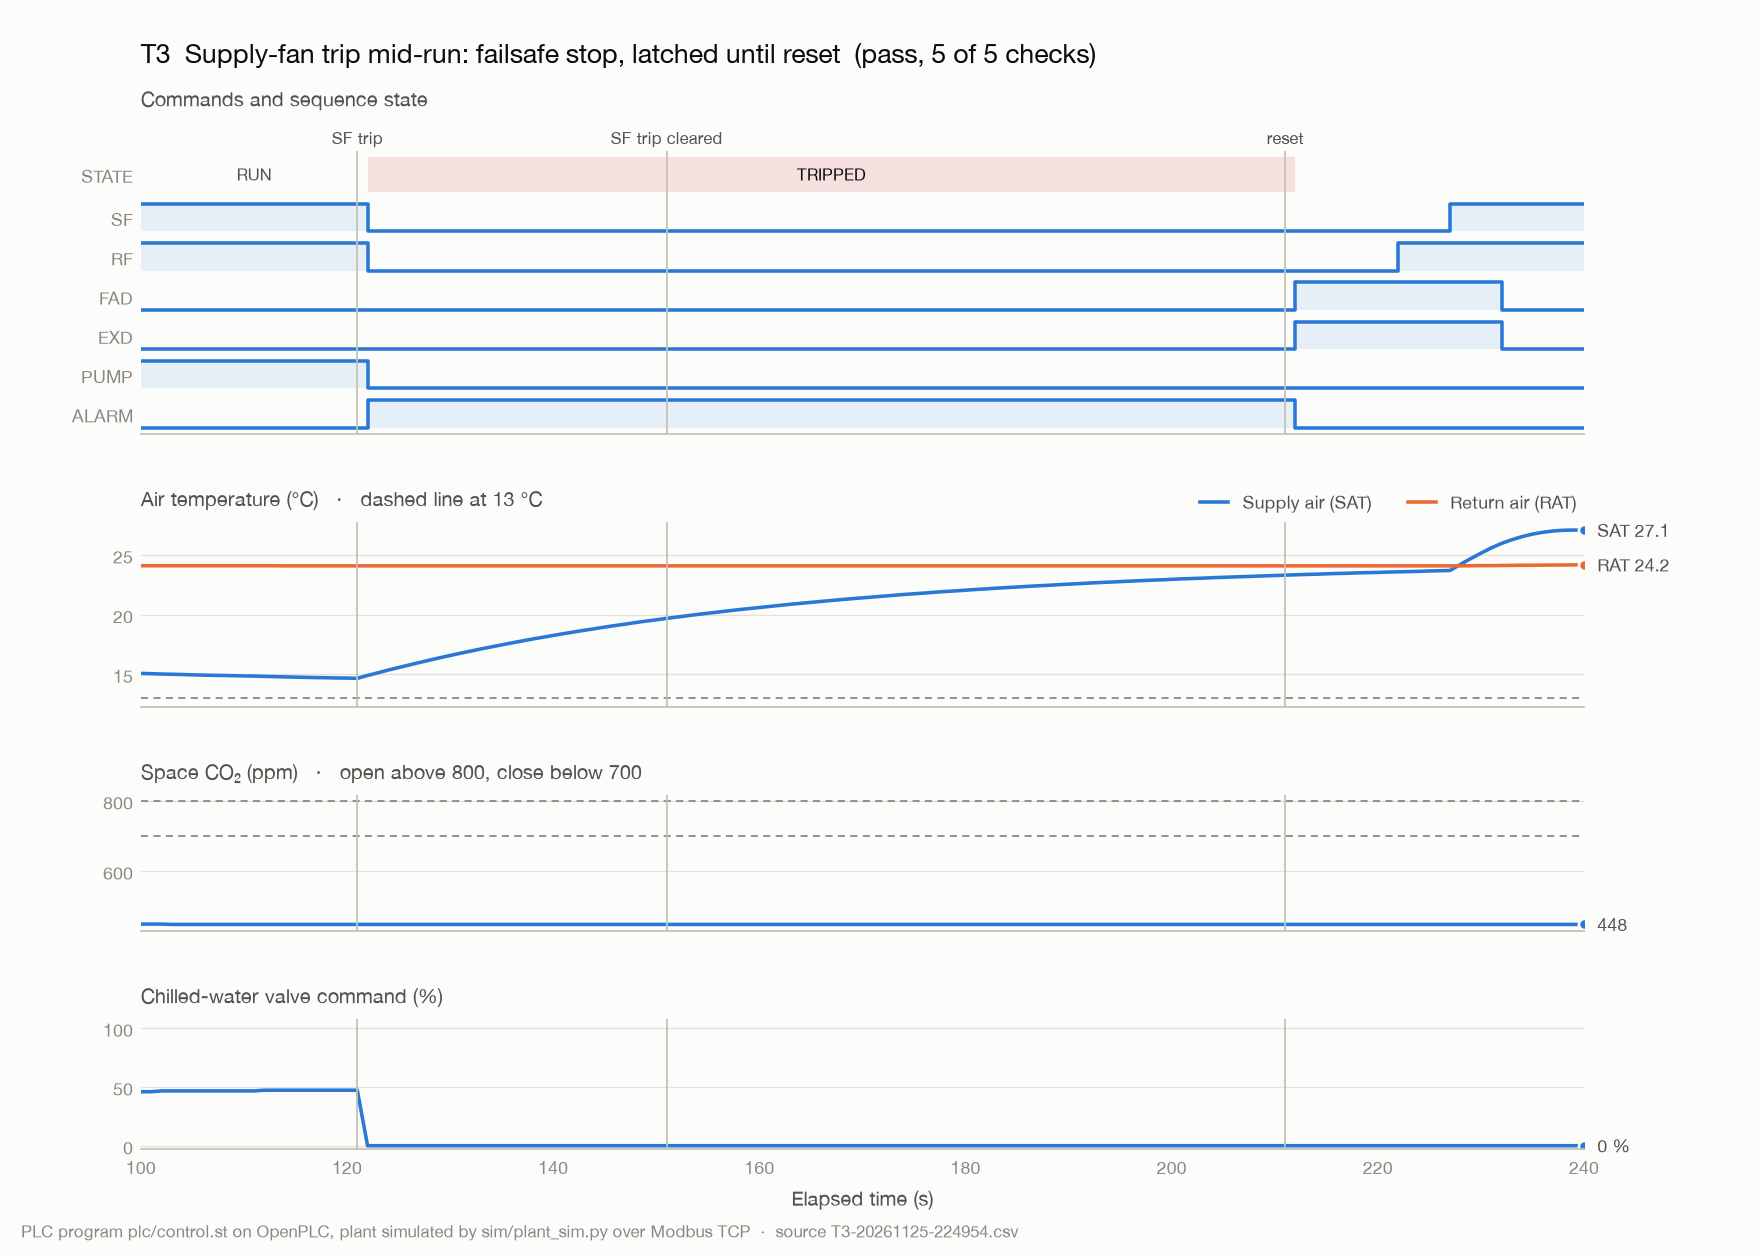 T3  Supply-fan trip mid-run: failsafe stop, latched until reset  (pass, 5 of 5 checks)
Commands and sequence state
SF trip
SF trip cleared
reset
STATE
RUN
TRIPPED
SF
RF
FAD
EXD
PUMP
ALARM
Air temperature (°C)   ·   dashed line at 13 °C
Supply air (SAT)
Return air (RAT)
25
20
15
SAT 27.1
RAT 24.2
Space CO₂ (ppm)   ·   open above 800, close below 700
800
600
448
Chilled-water valve command (%)
100
50
0
0 %
100 120 140 160 180 200 220 240
Elapsed time (s)
PLC program plc/control.st on OpenPLC, plant simulated by sim/plant_sim.py over Modbus TCP  ·  source T3-20261125-224954.csv